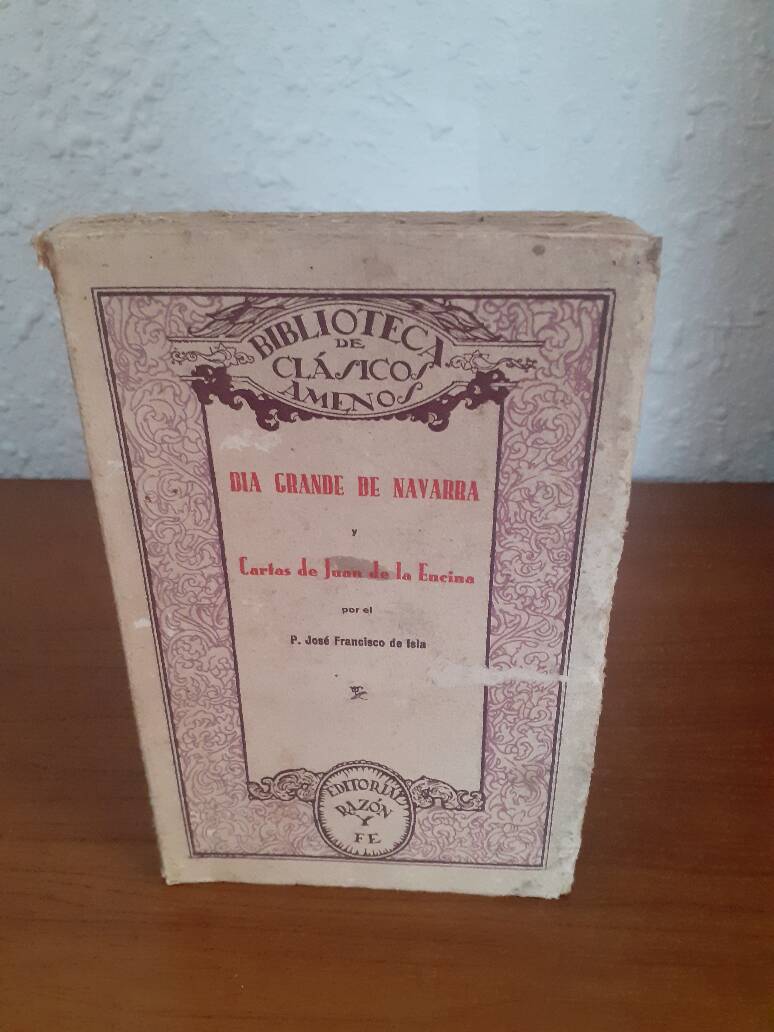 BIBLIOTECA
DE
CLÁSICOS
AMENOS
DIA GRANDE DE NAVARRA
y
Cartas de Juan de la Encina
por el
P. José Francisco de Isla
EDITORIAL
RAZÓN
Y
FE